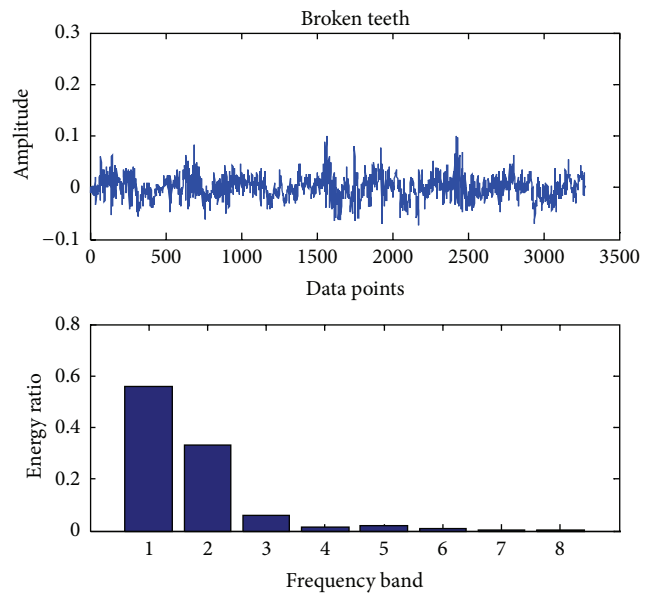 Broken teeth
0.3
0.2
0.1
0
−0.1
Amplitude
0 500 1000 1500 2000 2500 3000 3500
Data points
0.8
0.6
0.4
0.2
0
Energy ratio
1 2 3 4 5 6 7 8
Frequency band